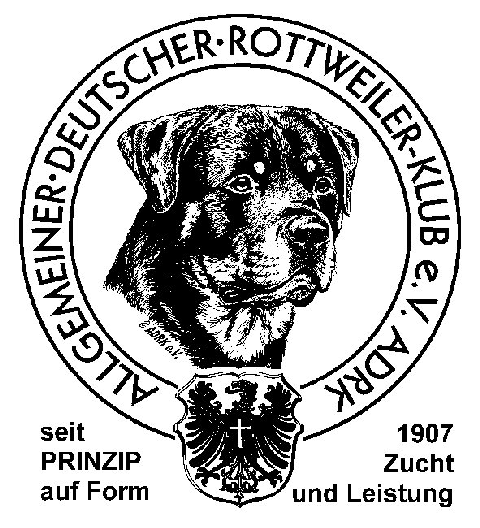 ALLGEMEINER·DEUTSCHER·ROTTWEILER-KLUB e.V. ADRK
seit 1907
PRINZIP Zucht
auf Form und Leistung